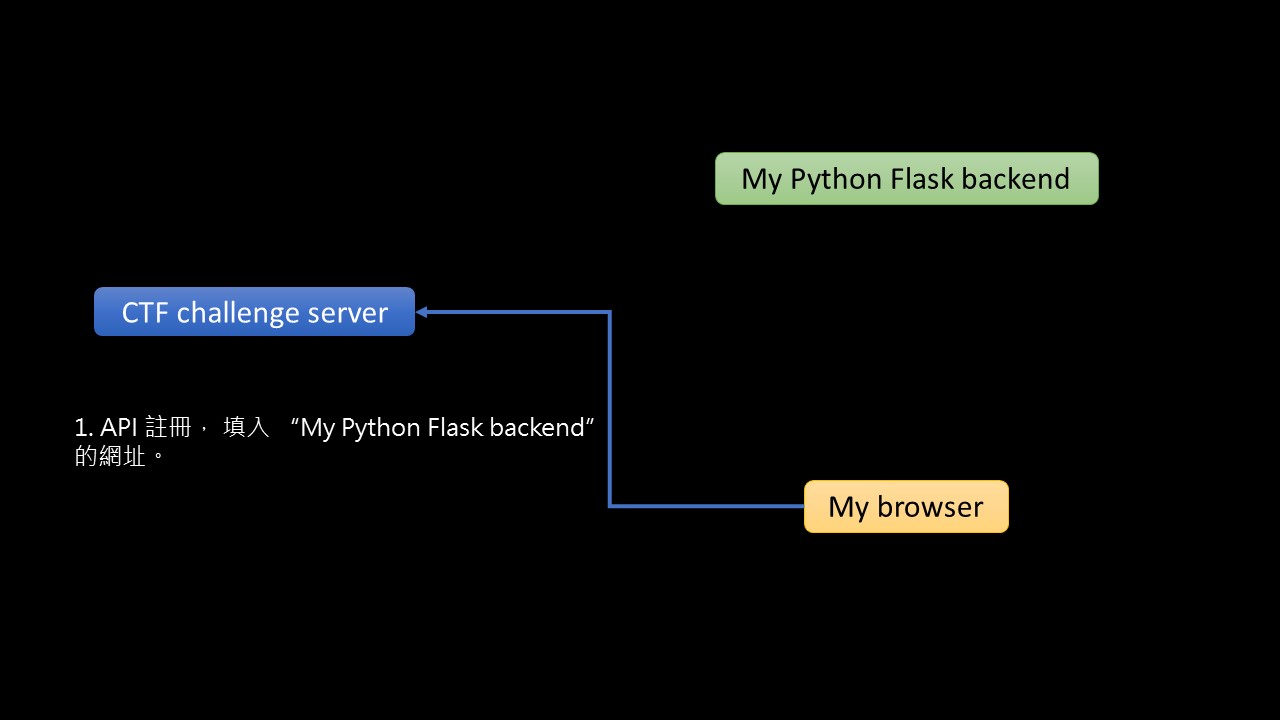 My Python Flask backend
CTF challenge server
1. API 註冊， 填入 “My Python Flask backend”
的網址。
My browser